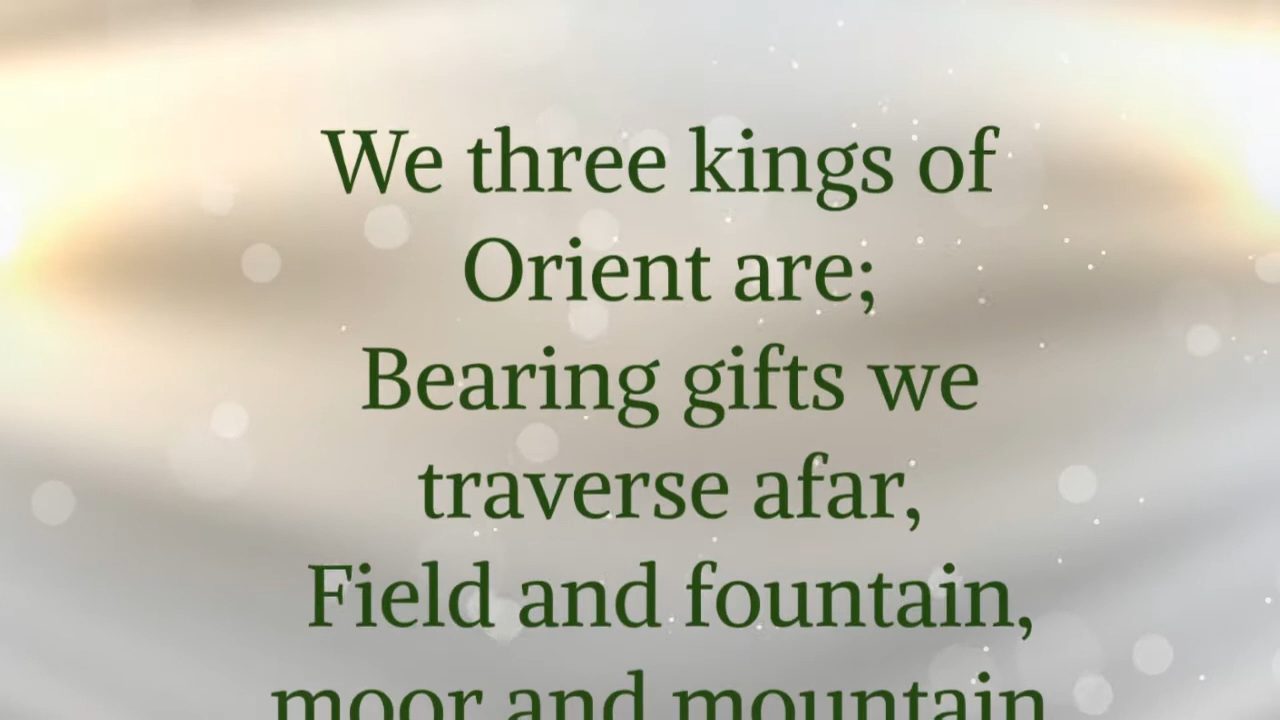 We three kings of
Orient are;
Bearing gifts we
traverse afar,
Field and fountain,
moor and mountain